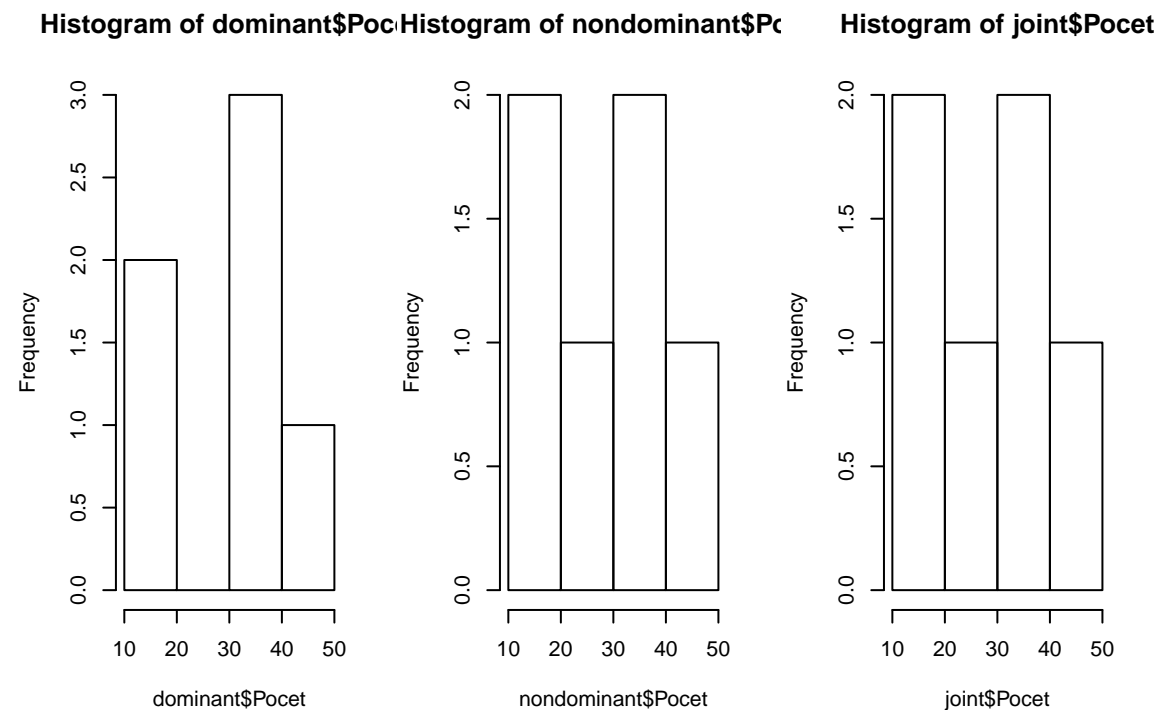 Histogram of dominant$Poc
3.0
2.5
2.0
1.5
1.0
0.5
0.0
Frequency
10 20 30 40 50
dominant$Pocet
Histogram of nondominant$Pc
2.0
1.5
1.0
0.5
0.0
Frequency
10 20 30 40 50
nondominant$Pocet
Histogram of joint$Pocet
2.0
1.5
1.0
0.5
0.0
Frequency
10 20 30 40 50
joint$Pocet